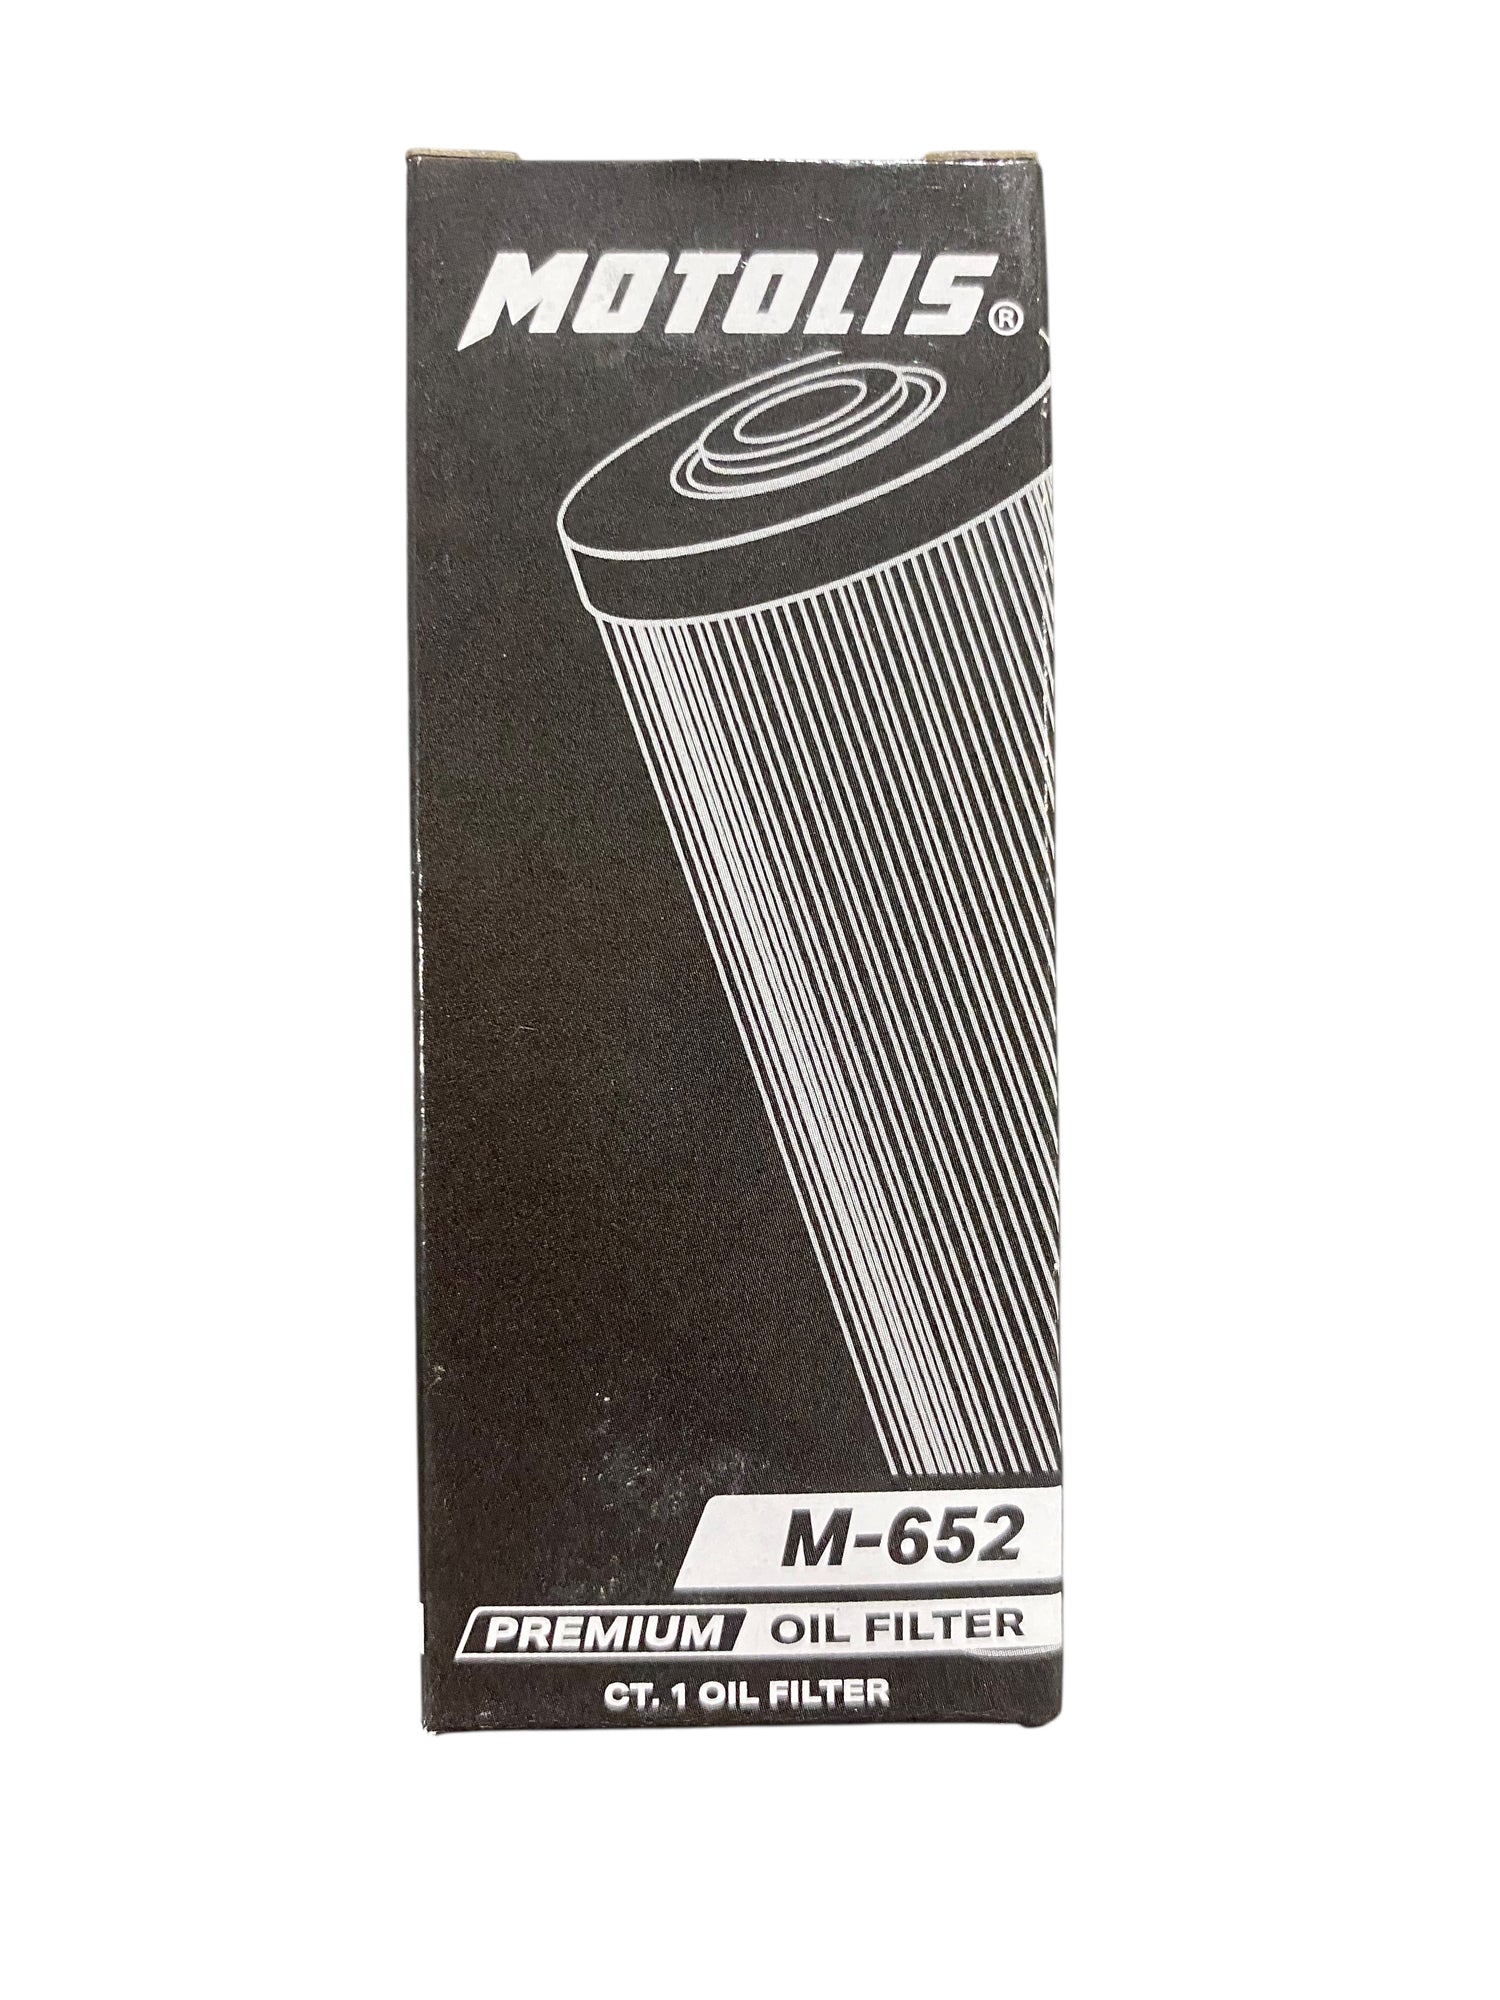 MOTOLIS®
M-652
PREMIUM OIL FILTER
CT. 1 OIL FILTER